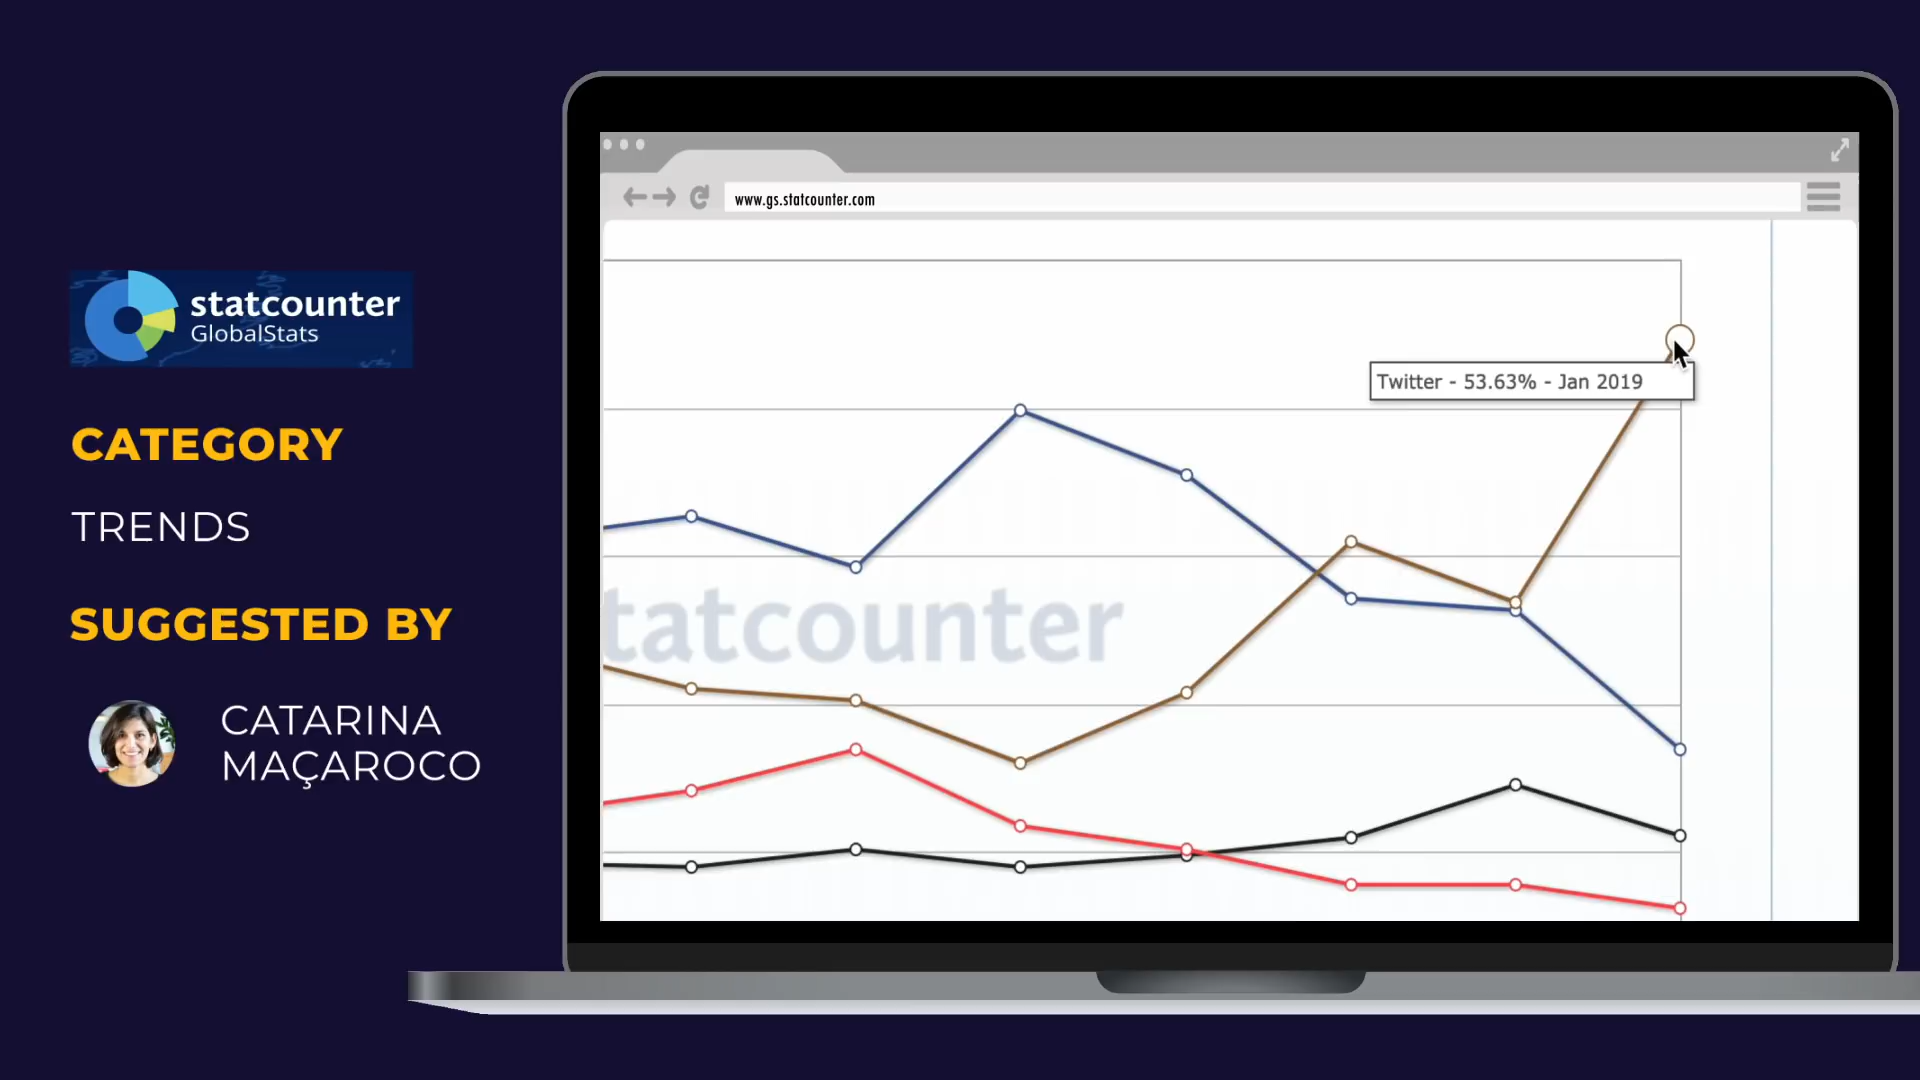 statcounter
GlobalStats
CATEGORY
TRENDS
SUGGESTED BY
CATARINA
MAÇAROCO
www.gs.statcounter.com
Twitter - 53.63% - Jan 2019
tatcounter